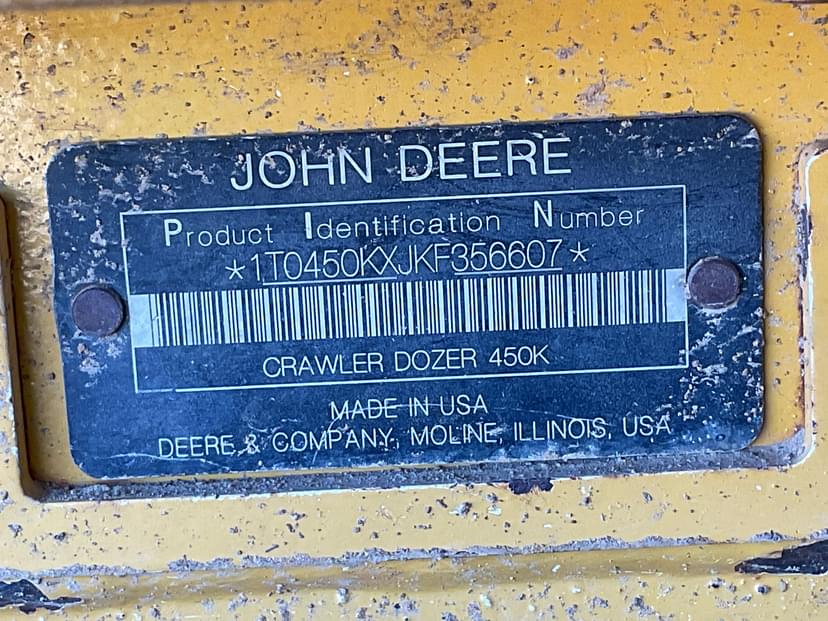 JOHN DEERE
Product Identification Number
*1T0450KXJKF356607*
CRAWLER DOZER 450K
MADE IN USA
DEERE & COMPANY, MOLINE, ILLINOIS, USA